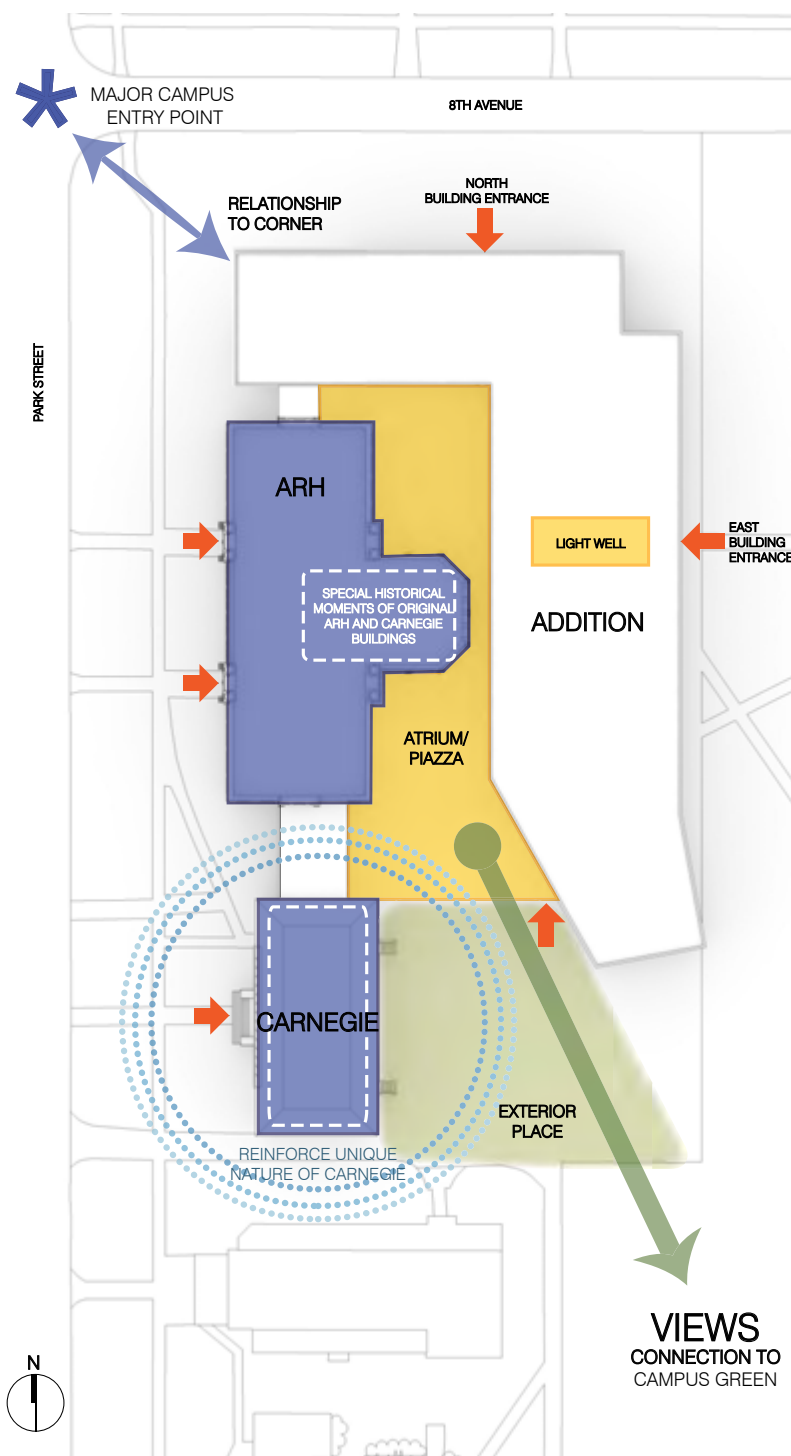 MAJOR CAMPUS
ENTRY POINT
8TH AVENUE
NORTH
BUILDING ENTRANCE
RELATIONSHIP
TO CORNER
PARK STREET
ARH
LIGHT WELL
EAST
BUILDING
ENTRANCE
SPECIAL HISTORICAL
MOMENTS OF ORIGINAL
ARH AND CARNEGIE
BUILDINGS
ADDITION
ATRIUM/
PIAZZA
CARNEGIE
EXTERIOR
PLACE
REINFORCE UNIQUE
NATURE OF CARNEGIE
VIEWS
CONNECTION TO
CAMPUS GREEN
N